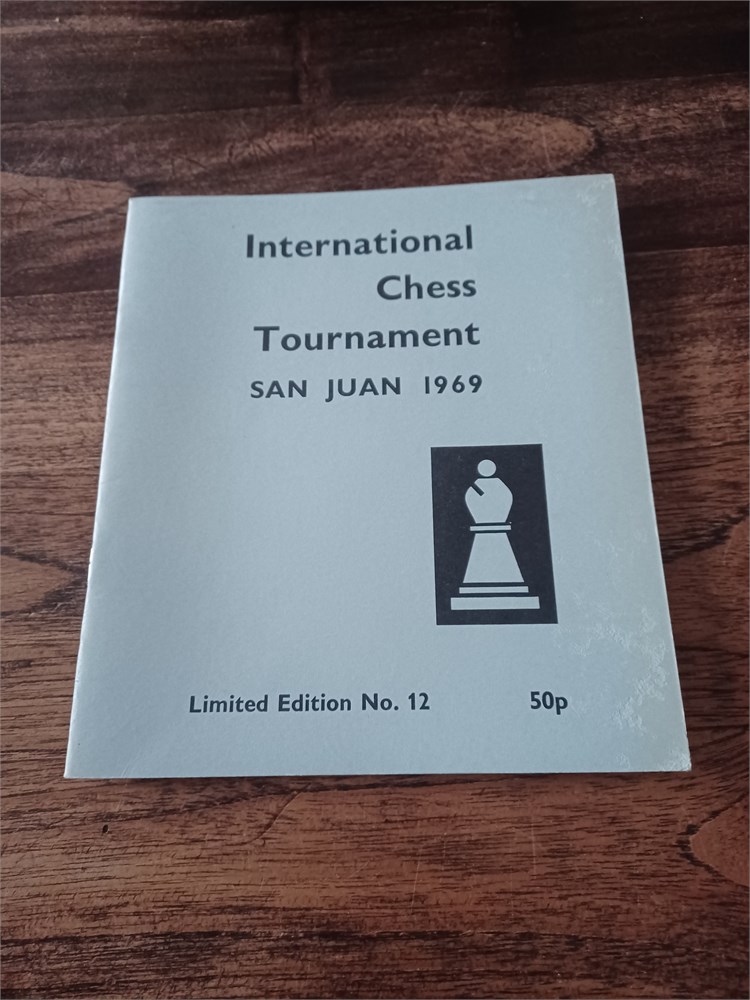 International
Chess
Tournament
SAN JUAN 1969
Limited Edition No. 12 50p